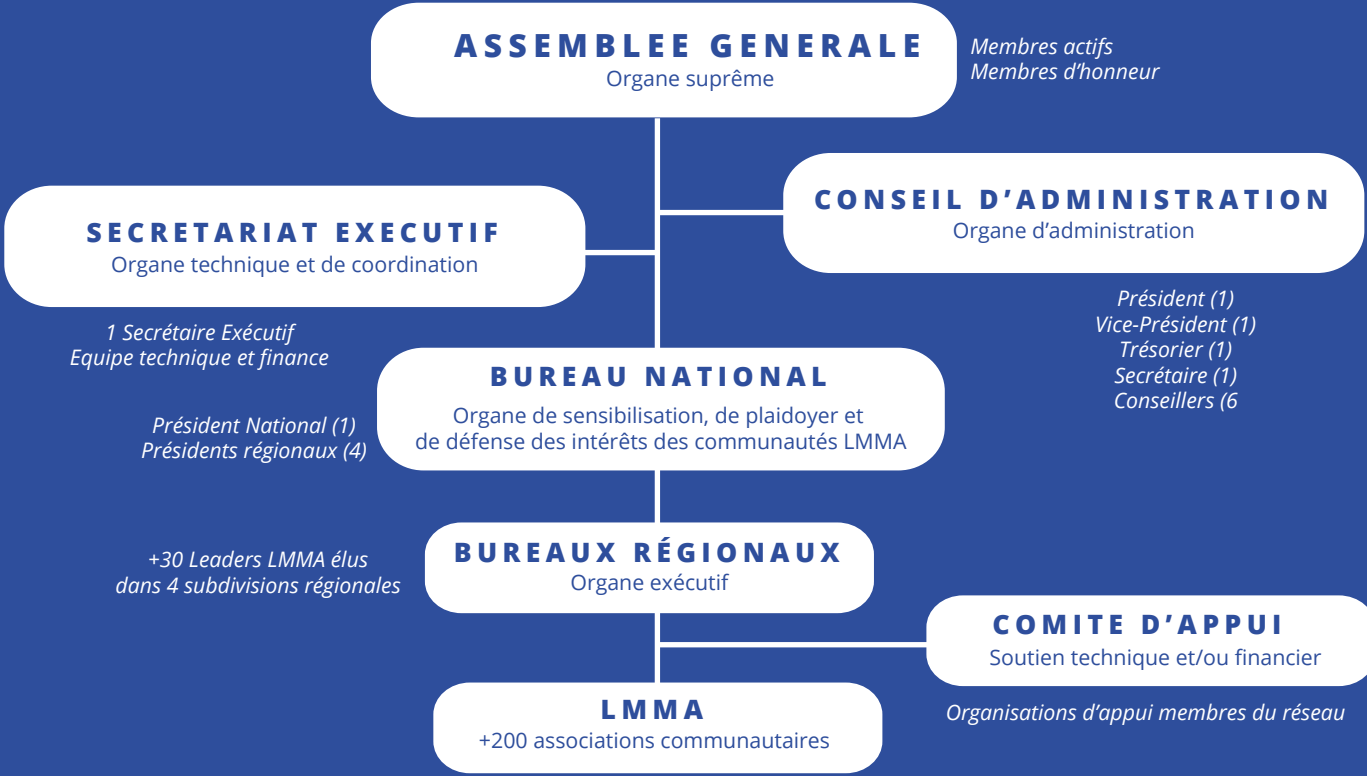 ASSEMBLEE GENERALE
Organe suprême
Membres actifs
Membres d'honneur
CONSEIL D'ADMINISTRATION
Organe d'administration
SECRETARIAT EXECUTIF
Organe technique et de coordination
Président (1)
Vice-Président (1)
Trésorier (1)
Secrétaire (1)
Conseillers (6
1 Secrétaire Exécutif
Equipe technique et finance
BUREAU NATIONAL
Organe de sensibilisation, de plaidoyer et
de défense des intérêts des communautés LMMA
Président National (1)
Présidents régionaux (4)
BUREAUX RÉGIONAUX
Organe exécutif
+30 Leaders LMMA élus
dans 4 subdivisions régionales
COMITE D'APPUI
Soutien technique et/ou financier
Organisations d'appui membres du réseau
LMMA
+200 associations communautaires